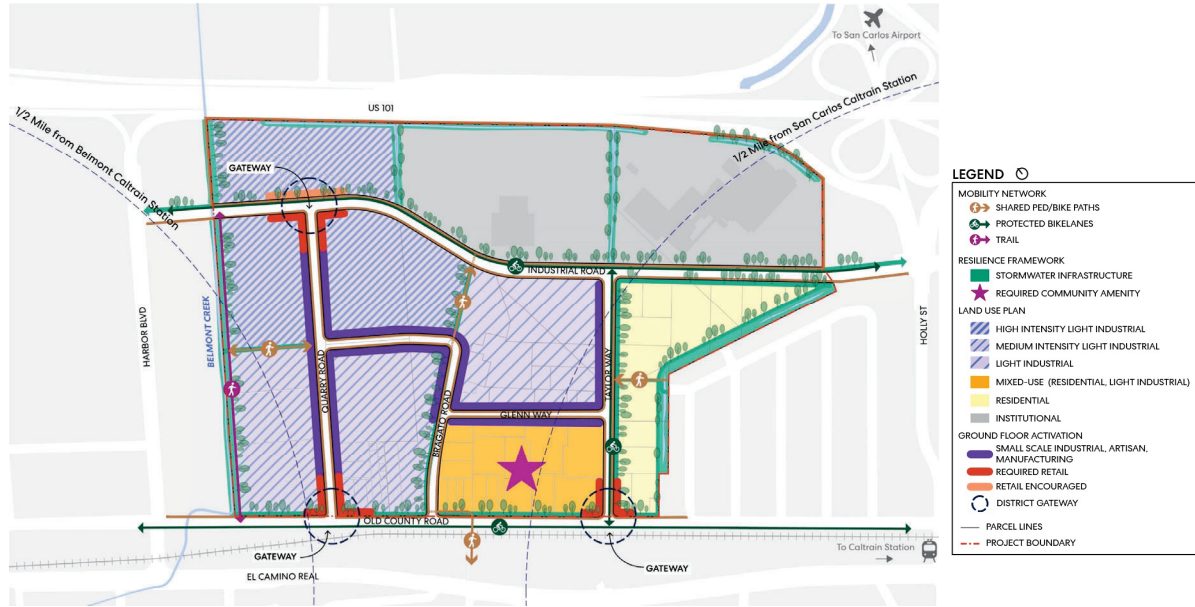 To San Carlos Airport
US 101
1/2 Mile from Belmont Caltrain Station
1/2 Mile from San Carlos Caltrain Station
GATEWAY
INDUSTRIAL ROAD
HARBOR BLVD
BELMONT CREEK
QUARRY ROAD
BRAGATO ROAD
TAYLOR WAY
HOLLY ST
GLENN WAY
OLD COUNTY ROAD
GATEWAY
GATEWAY
To Caltrain Station
EL CAMINO REAL
LEGEND
MOBILITY NETWORK
SHARED PED/BIKE PATHS
PROTECTED BIKELANES
TRAIL
RESILIENCE FRAMEWORK
STORMWATER INFRASTRUCTURE
REQUIRED COMMUNITY AMENITY
LAND USE PLAN
HIGH INTENSITY LIGHT INDUSTRIAL
MEDIUM INTENSITY LIGHT INDUSTRIAL
LIGHT INDUSTRIAL
MIXED-USE (RESIDENTIAL, LIGHT INDUSTRIAL)
RESIDENTIAL
INSTITUTIONAL
GROUND FLOOR ACTIVATION
SMALL SCALE INDUSTRIAL, ARTISAN,
MANUFACTURING
REQUIRED RETAIL
RETAIL ENCOURAGED
DISTRICT GATEWAY
PARCEL LINES
PROJECT BOUNDARY